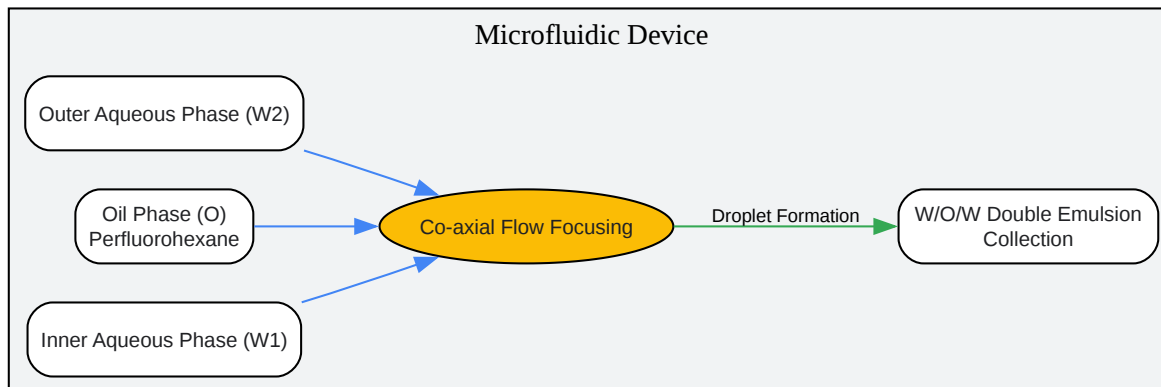 Microfluidic Device
Outer Aqueous Phase (W2)
Oil Phase (O)
Perfluorohexane
Inner Aqueous Phase (W1)
Co-axial Flow Focusing
Droplet Formation
W/O/W Double Emulsion
Collection